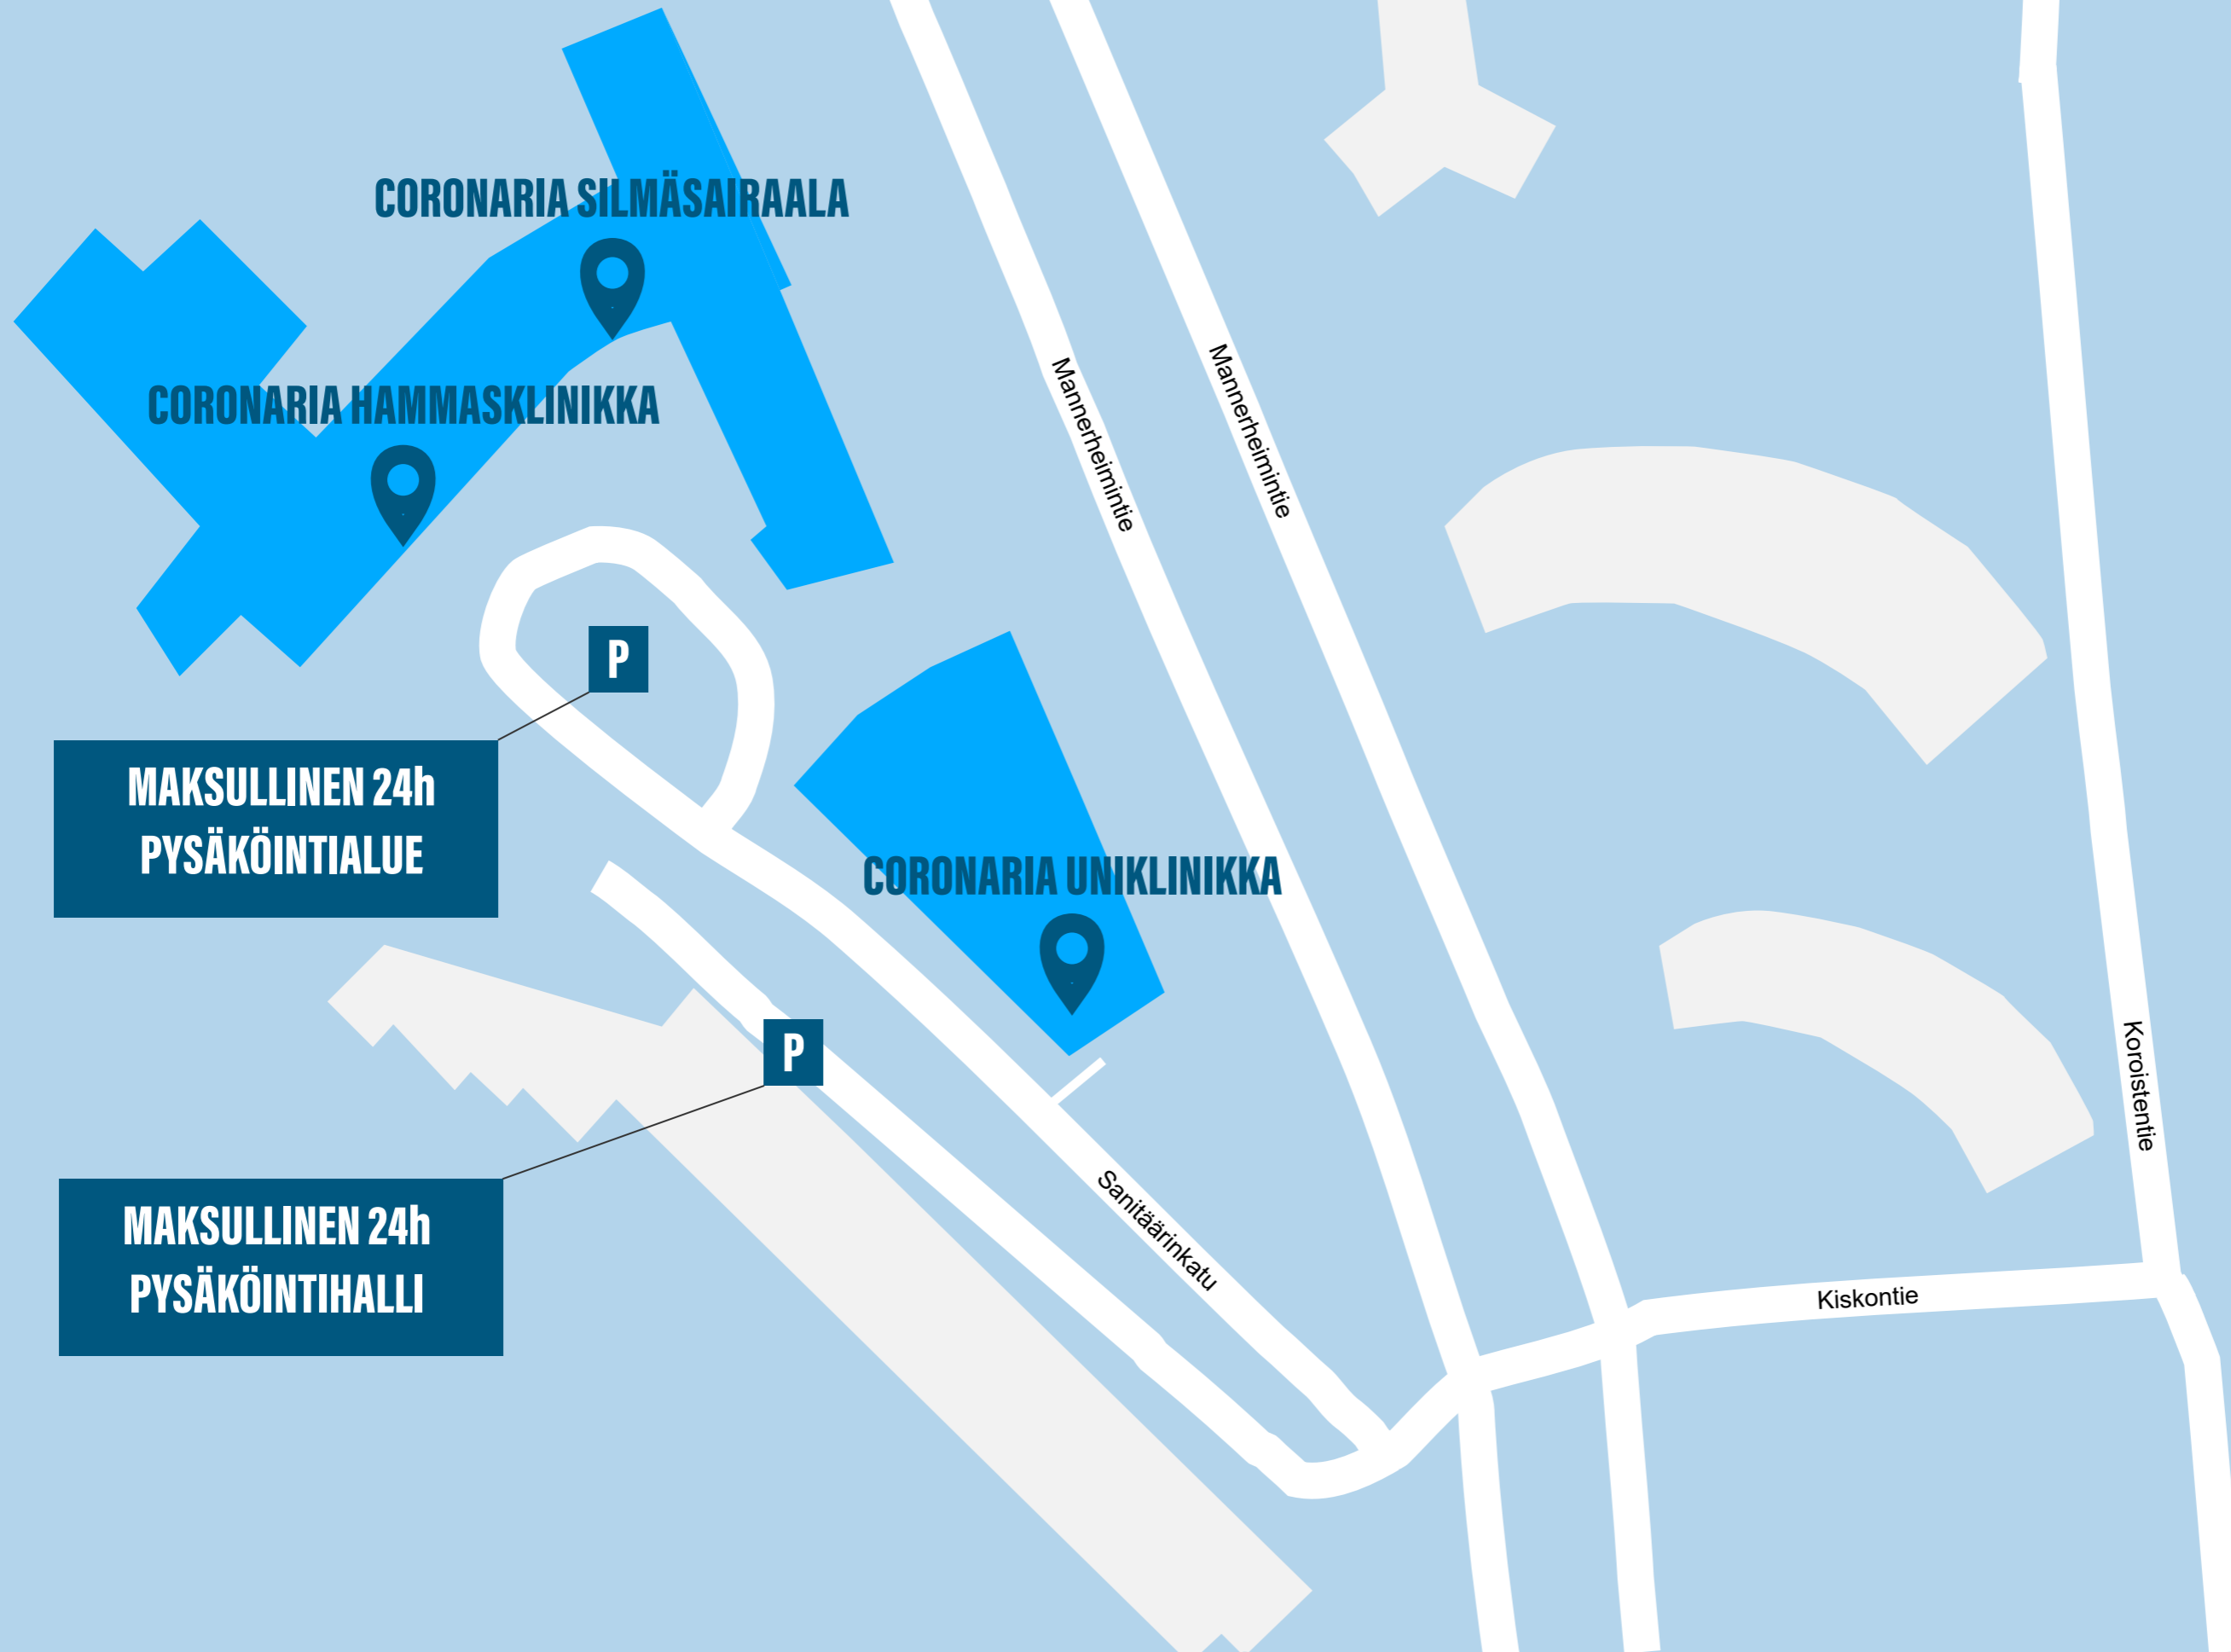 CORONARIA SILMÄSAIRAALA
CORONARIA HAMMASKLINIKKA
Mannerheimintie
Mannerheimintie
P
MAKSULLINEN 24h
PYSÄKÖINTIALUE
CORONARIA UNIKLINIKKA
P
Koroistentie
MAKSULLINEN 24h
PYSÄKÖINTIHALLI
Sanitäärinkatu
Kiskontie